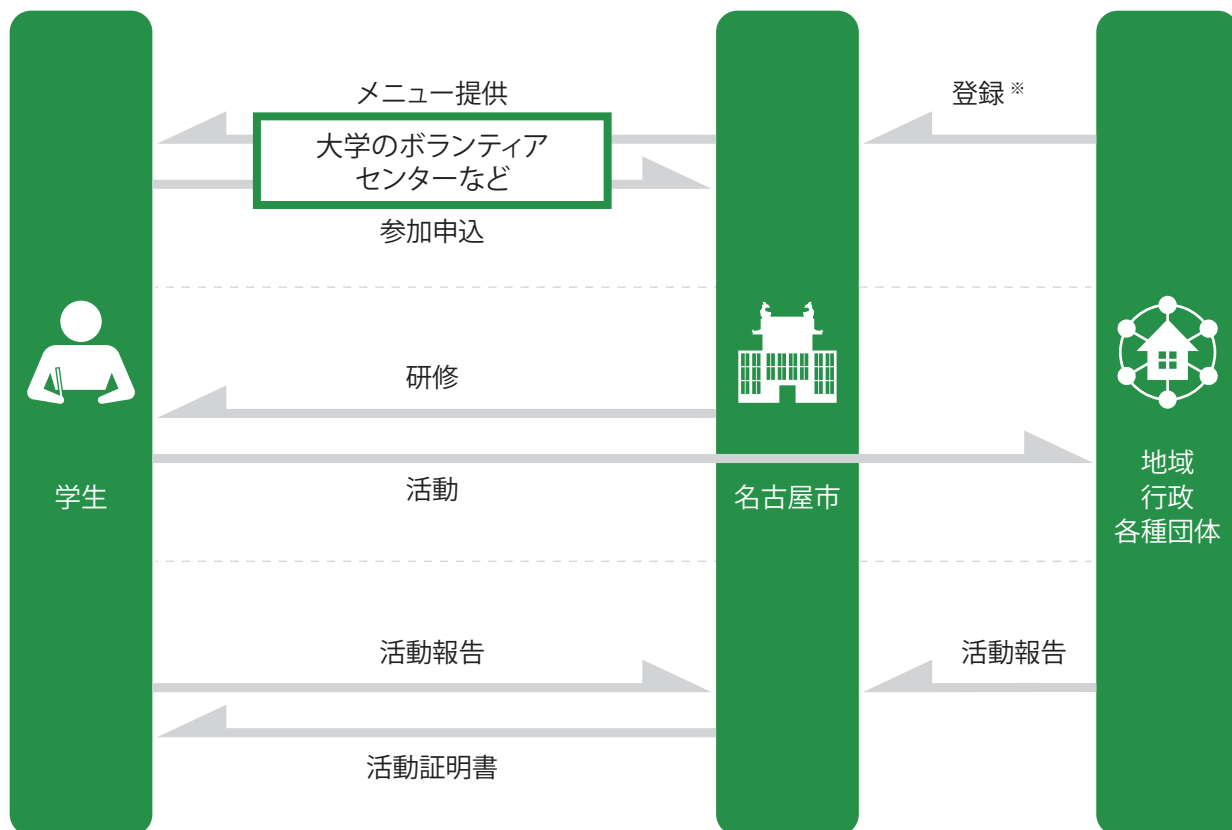 メニュー提供
登録 ※
大学のボランティア
センターなど
参加申込
研修
活動
学生
名古屋市
地域
行政
各種団体
活動報告
活動報告
活動証明書